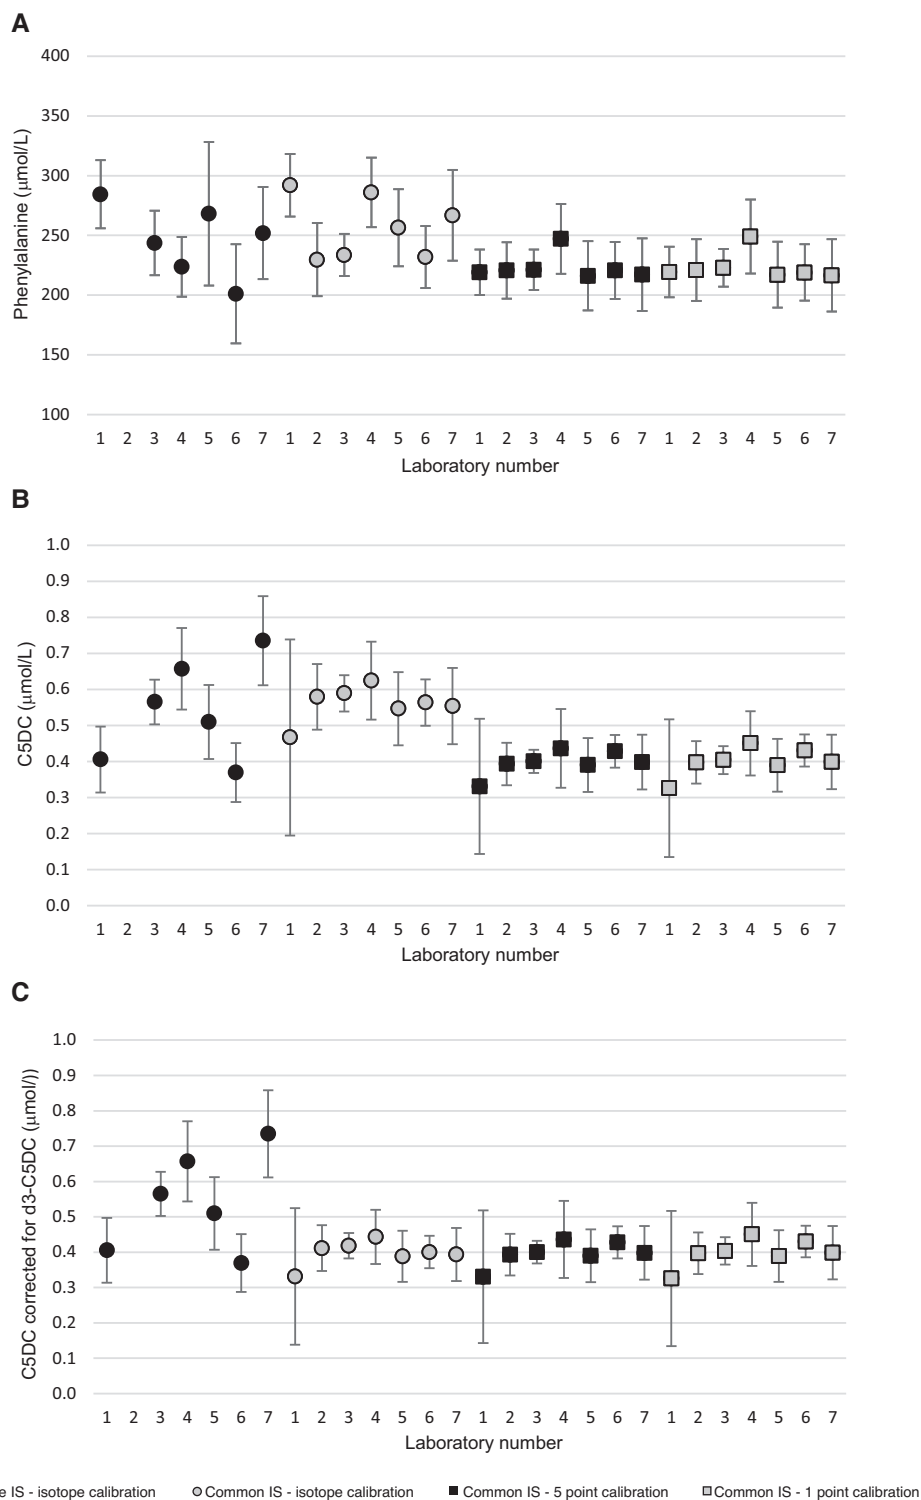 A
400
350
300
250
200
150
100
Phenylalanine (μmol/L)
1 2 3 4 5 6 7 1 2 3 4 5 6 7 1 2 3 4 5 6 7 1 2 3 4 5 6 7
Laboratory number
B
1.0
0.9
0.8
0.7
0.6
0.5
0.4
0.3
0.2
0.1
0.0
C5DC (μmol/L)
1 2 3 4 5 6 7 1 2 3 4 5 6 7 1 2 3 4 5 6 7 1 2 3 4 5 6 7
Laboratory number
C
1.0
0.9
0.8
0.7
0.6
0.5
0.4
0.3
0.2
0.1
0.0
C5DC corrected for d3-C5DC (μmol/))
1 2 3 4 5 6 7 1 2 3 4 5 6 7 1 2 3 4 5 6 7 1 2 3 4 5 6 7
Laboratory number
IS - isotope calibration Common IS - isotope calibration Common IS - 5 point calibration Common IS - 1 point calibration